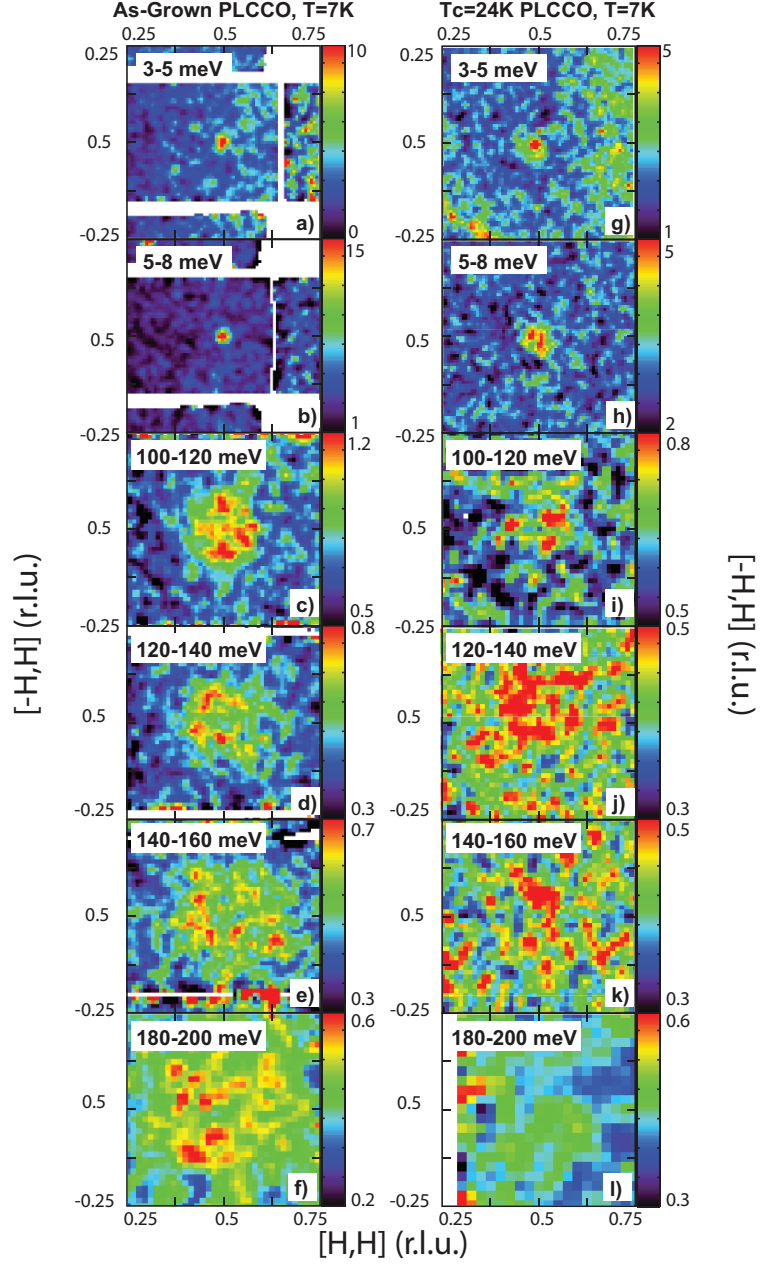 As-Grown PLCCO, T=7K
Tc=24K PLCCO, T=7K
0.25 0.5 0.75
0.25 0.5 0.75
0.25
3-5 meV
10
0.25
3-5 meV
5
0.5
0.5
a)
0
g)
1
-0.25
-0.25
5-8 meV
15
5-8 meV
5
0.5
0.5
b)
1
h)
2
-0.25
-0.25
100-120 meV
1.2
100-120 meV
0.8
0.5
0.5
c)
0.5
i)
0.5
-0.25
-0.25
120-140 meV
0.8
120-140 meV
0.5
0.5
0.5
d)
0.3
j)
0.3
-0.25
-0.25
140-160 meV
0.7
140-160 meV
0.5
0.5
0.5
e)
0.3
k)
0.3
-0.25
-0.25
180-200 meV
0.6
180-200 meV
0.6
0.5
0.5
f)
0.2
l)
0.3
-0.25
-0.25
0.25 0.5 0.75
0.25 0.5 0.75
[H,H] (r.l.u.)
[-H,H] (r.l.u.)
[-H,H] (r.l.u.)